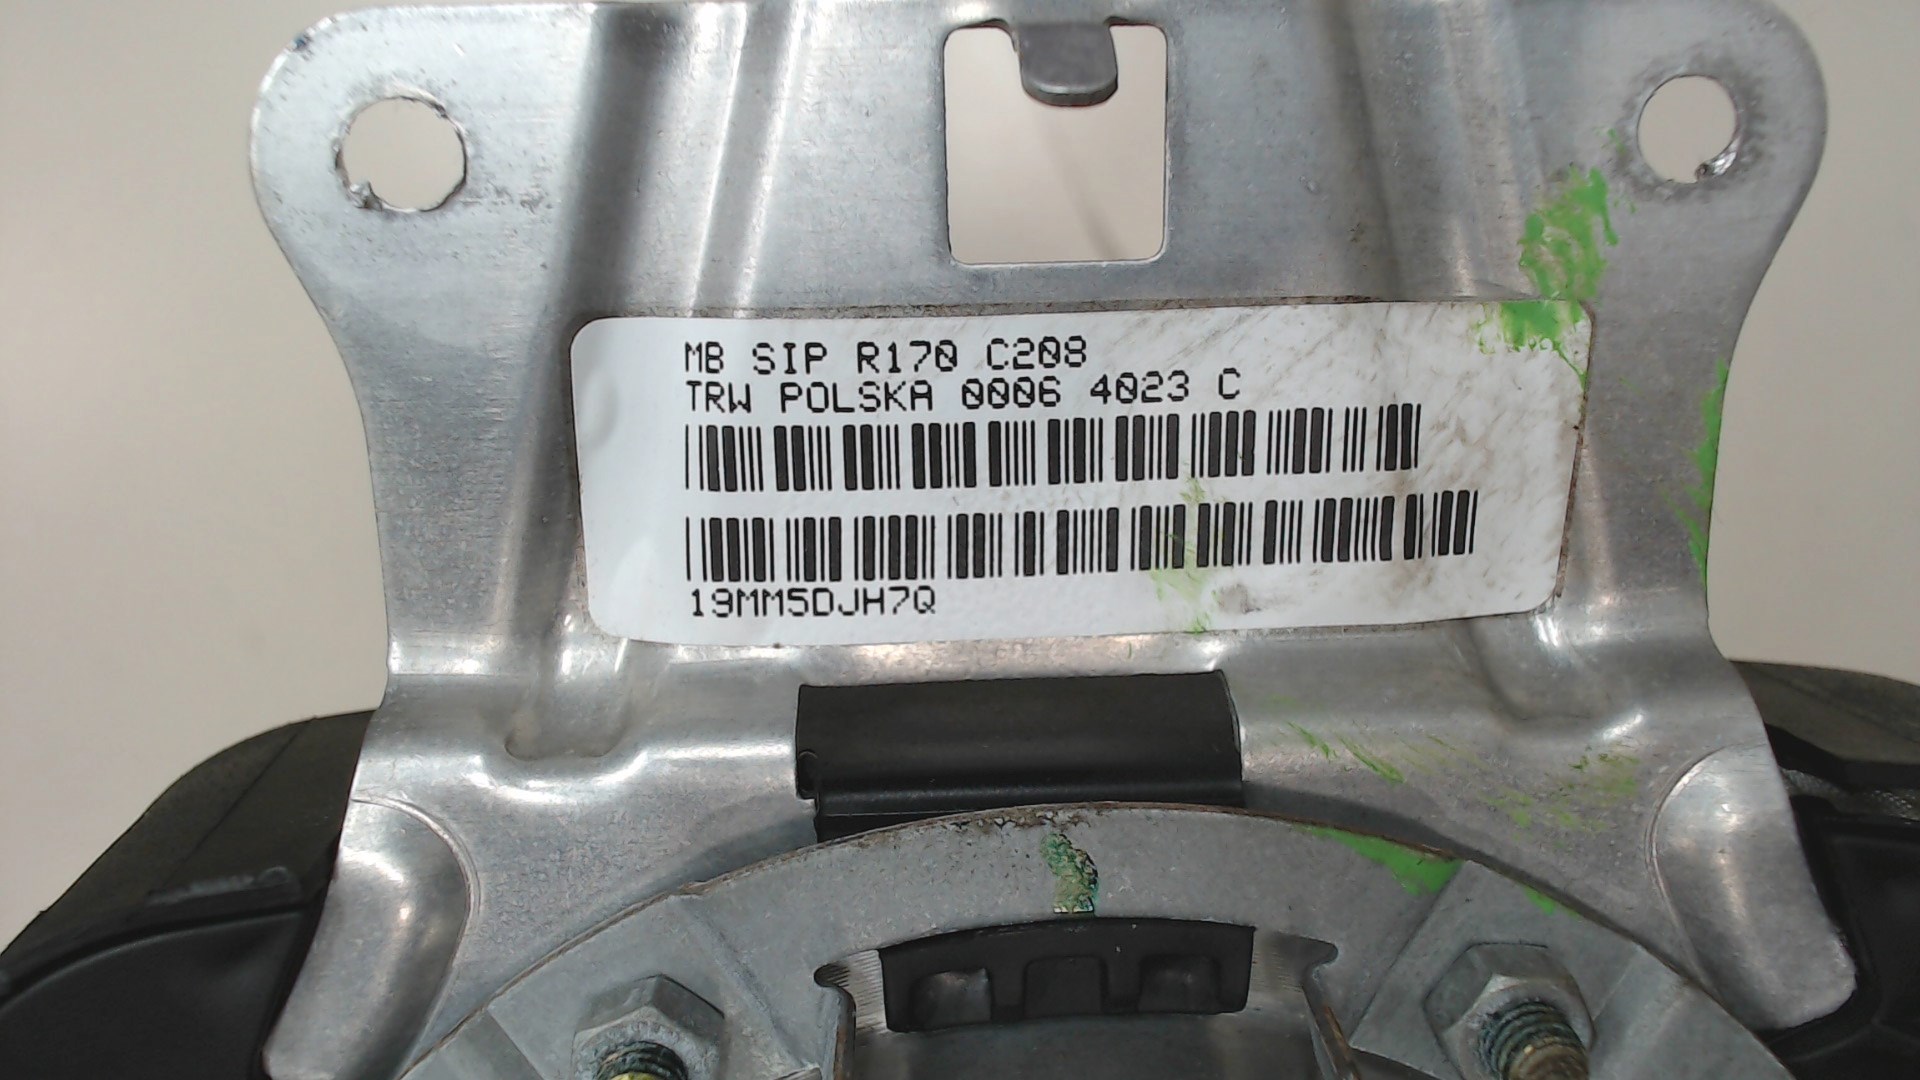 MB SIP R170 C208
TRW POLSKA 0006 4023 C
19MM5DJH7Q